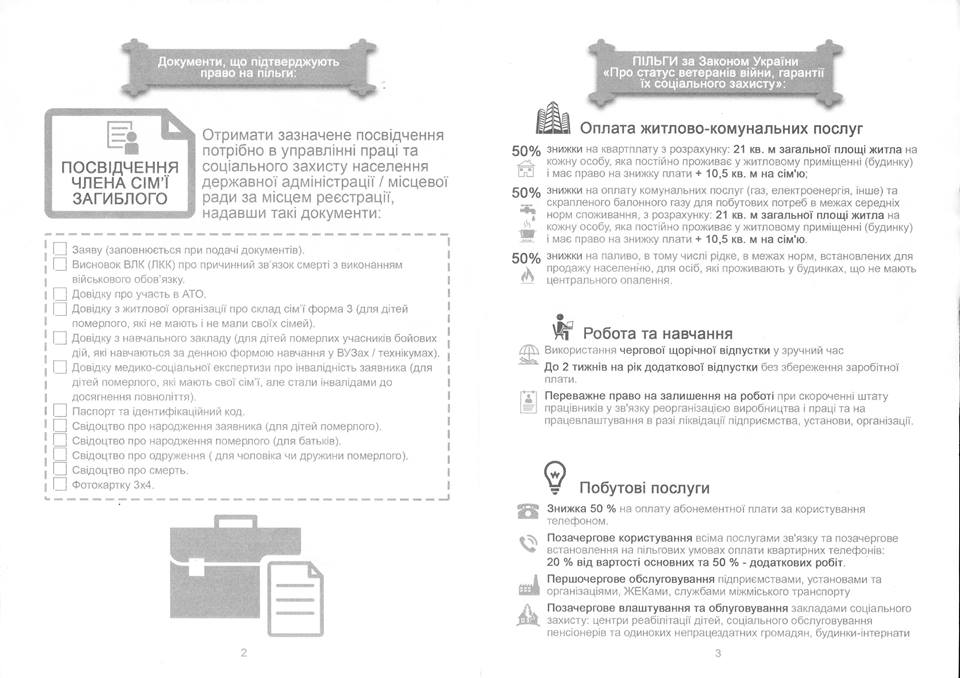 Документи, що підтверджують
право на пільги:
ПОСВІДЧЕННЯ
ЧЛЕНА СІМ'Ї
ЗАГИБЛОГО
Отримати зазначене посвідчення
потрібно в управлінні праці та
соціального захисту населення
державної адміністрації / місцевої
ради за місцем реєстрації,
надавши такі документи:
Заяву (заповнюється при подачі документів).
Висновок ВЛК (ЛКК) про причинний зв'язок смерті з виконанням
військового обов'язку.
Довідку про участь в АТО.
Довідку з житлової організації про склад сім'ї форма 3 (для дітей
померлого, які не мають і не мали своїх сімей).
Довідку з навчального закладу (для дітей померлих учасників бойових
дій, які навчаються за денною формою навчання у ВУЗах / технікумах).
Довідку медико-соціальної експертизи про інвалідність заявника (для
дітей померлого, які мають свої сім'ї, але стали інвалідами до
досягнення повноліття).
Паспорт та ідентифікаційний код.
Свідоцтво про народження заявника (для дітей померлого).
Свідоцтво про народження померлого (для батьків).
Свідоцтво про одруження ( для чоловіка чи дружини померлого).
Свідоцтво про смерть.
Фотокартку 3х4.
2
ПІЛЬГИ за Законом України
«Про статус ветеранів війни, гарантії
їх соціального захисту»:
Оплата житлово-комунальних послуг
50% знижки на квартплату з розрахунку: 21 кв. м загальної площі житла на
кожну особу, яка постійно проживає у житловому приміщенні (будинку)
і має право на знижку плати + 10,5 кв. м на сім'ю;
50% знижки на оплату комунальних послуг (газ, електроенергія, інше) та
скрапленого балонного газу для побутових потреб в межах середніх
норм споживання, з розрахунку: 21 кв. м загальної площі житла на
кожну особу, яка постійно проживає у житловому приміщенні (будинку)
і має право на знижку плати + 10,5 кв. м на сім'ю.
50% знижки на паливо, в тому числі рідке, в межах норм, встановлених для
продажу населенню, для осіб, які проживають у будинках, що не мають
центрального опалення.
Робота та навчання
Використання чергової щорічної відпустки у зручний час
До 2 тижнів на рік додаткової відпустки без збереження заробітної
плати.
Переважне право на залишення на роботі при скороченні штату
працівників у зв'язку реорганізацією виробництва і праці та на
працевлаштування в разі ліквідації підприємства, установи, організації.
Побутові послуги
Знижка 50 % на оплату абонементної плати за користування
телефоном.
Позачергове користування всіма послугами зв'язку та позачергове
встановлення на пільгових умовах оплати квартирних телефонів:
20 % від вартості основних та 50 % - додаткових робіт.
Першочергове обслуговування підприємствами, установами та
організаціями, ЖЕКами, службами міжміського транспорту
Позачергове влаштування та облуговування закладами соціального
захисту: центри реабілітації дітей, соціального обслуговування
пенсіонерів та одиноких непрацездатних громадян, будинки-інтернати
3